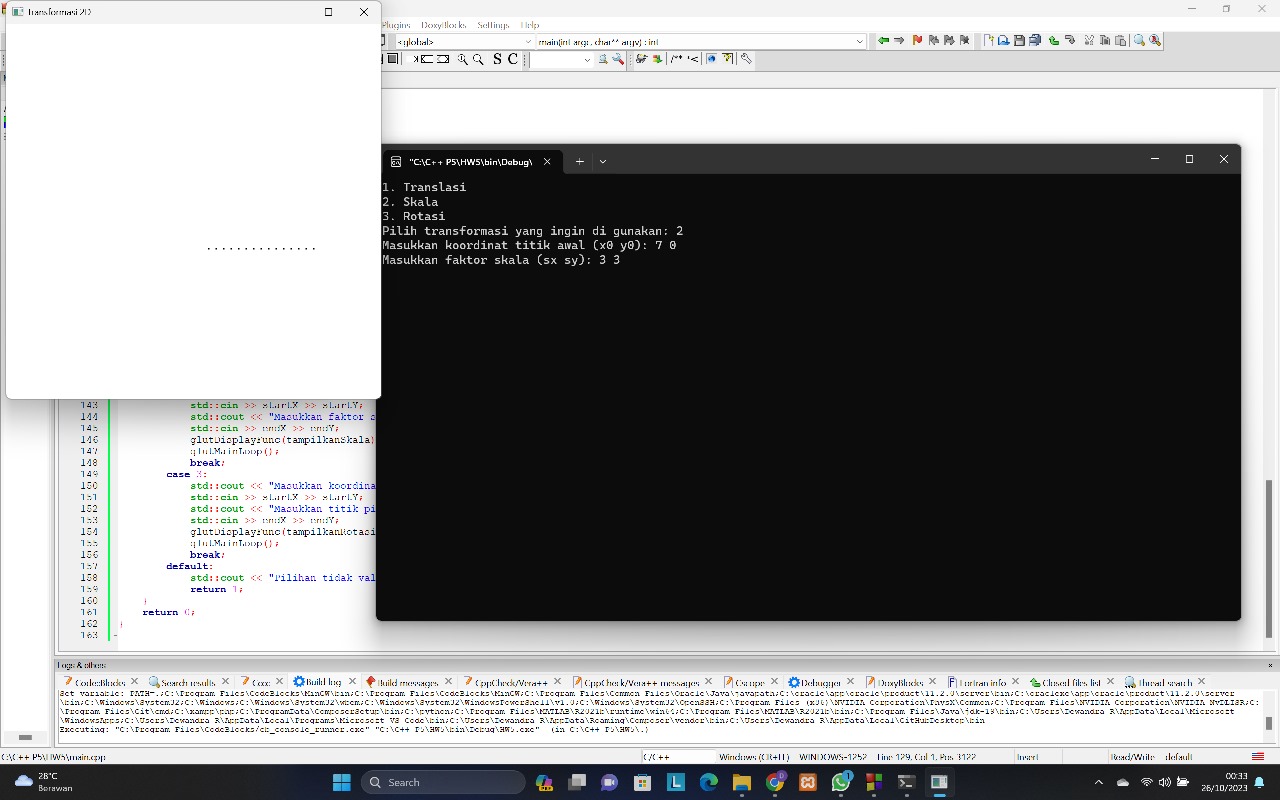 Transformasi 2D
Plugins DoxyBlocks Settings Help
<global> main(int argc, char** argv) : int
S C /** *<
"C:\C++ P5\HW5\bin\Debug\
1. Translasi
2. Skala
3. Rotasi
Pilih transformasi yang ingin di gunakan: 2
Masukkan koordinat titik awal (x0 y0): 7 0
Masukkan faktor skala (sx sy): 3 3
143 std::cin >> startX >> startY;
144 std::cout << "Masukkan faktor s
145 std::cin >> endX >> endY;
146 glutDisplayFunc(tampilkanSkala)
147 glutMainLoop();
148 break;
149 case 3:
150 std::cout << "Masukkan koordina
151 std::cin >> startX >> startY;
152 std::cout << "Masukkan titik pi
153 std::cin >> endX >> endY;
154 glutDisplayFunc(tampilkanRotasi
155 glutMainLoop();
156 break;
157 default:
158 std::cout << "Pilihan tidak val
159 return 1;
160 }
161 return 0;
162 }
163
Logs & others
Code::Blocks Search results Cccc Build log Build messages CppCheck/Vera++ CppCheck/Vera++ messages Cscope Debugger DoxyBlocks Fortran info Closed files list Thread search
Set variable: PATH=.;C:\Program Files\CodeBlocks\MinGW\bin;C:\Program Files\CodeBlocks\MinGW;C:\Program Files\Common Files\Oracle\Java\javapath;C:\oraclexe\app\oracle\product\11.2.0\server\bin;C:\oraclexe\app\oracle\product\11.2.0\server
\bin;C:\Windows\System32;C:\Windows;C:\Windows\System32\wbem;C:\Windows\System32\WindowsPowerShell\v1.0;C:\Windows\System32\OpenSSH;C:\Program Files (x86)\NVIDIA Corporation\PhysX\Common;C:\Program Files\NVIDIA Corporation\NvDLISR;C:
\Program Files\Git\cmd;C:\xampp\php;C:\ProgramData\ComposerSetup\bin;C:\python;C:\Program Files\MATLAB\R2021b\runtime\win64;C:\Program Files\MATLAB\R2021b\bin;C:\Program Files\Java\jdk-19\bin;C:\Users\Dewandra R\AppData\Local\Microsoft
\WindowsApps;C:\Users\Dewandra R\AppData\Local\Programs\Microsoft VS Code\bin;C:\Users\Dewandra R\AppData\Roaming\Composer\vendor\bin;C:\Users\Dewandra R\AppData\Local\GitHubDesktop\bin
Executing: "C:\Program Files\CodeBlocks/cb_console_runner.exe" "C:\C++ P5\HW5\bin\Debug\HW5.exe" (in C:\C++ P5\HW5\.)
C:\C++ P5\HW5\main.cpp C/C++ Windows (CR+LF) WINDOWS-1252 Line 129, Col 1, Pos 3122 Insert Read/Write default
28°C
Berawan
Search
00:33
26/10/2023